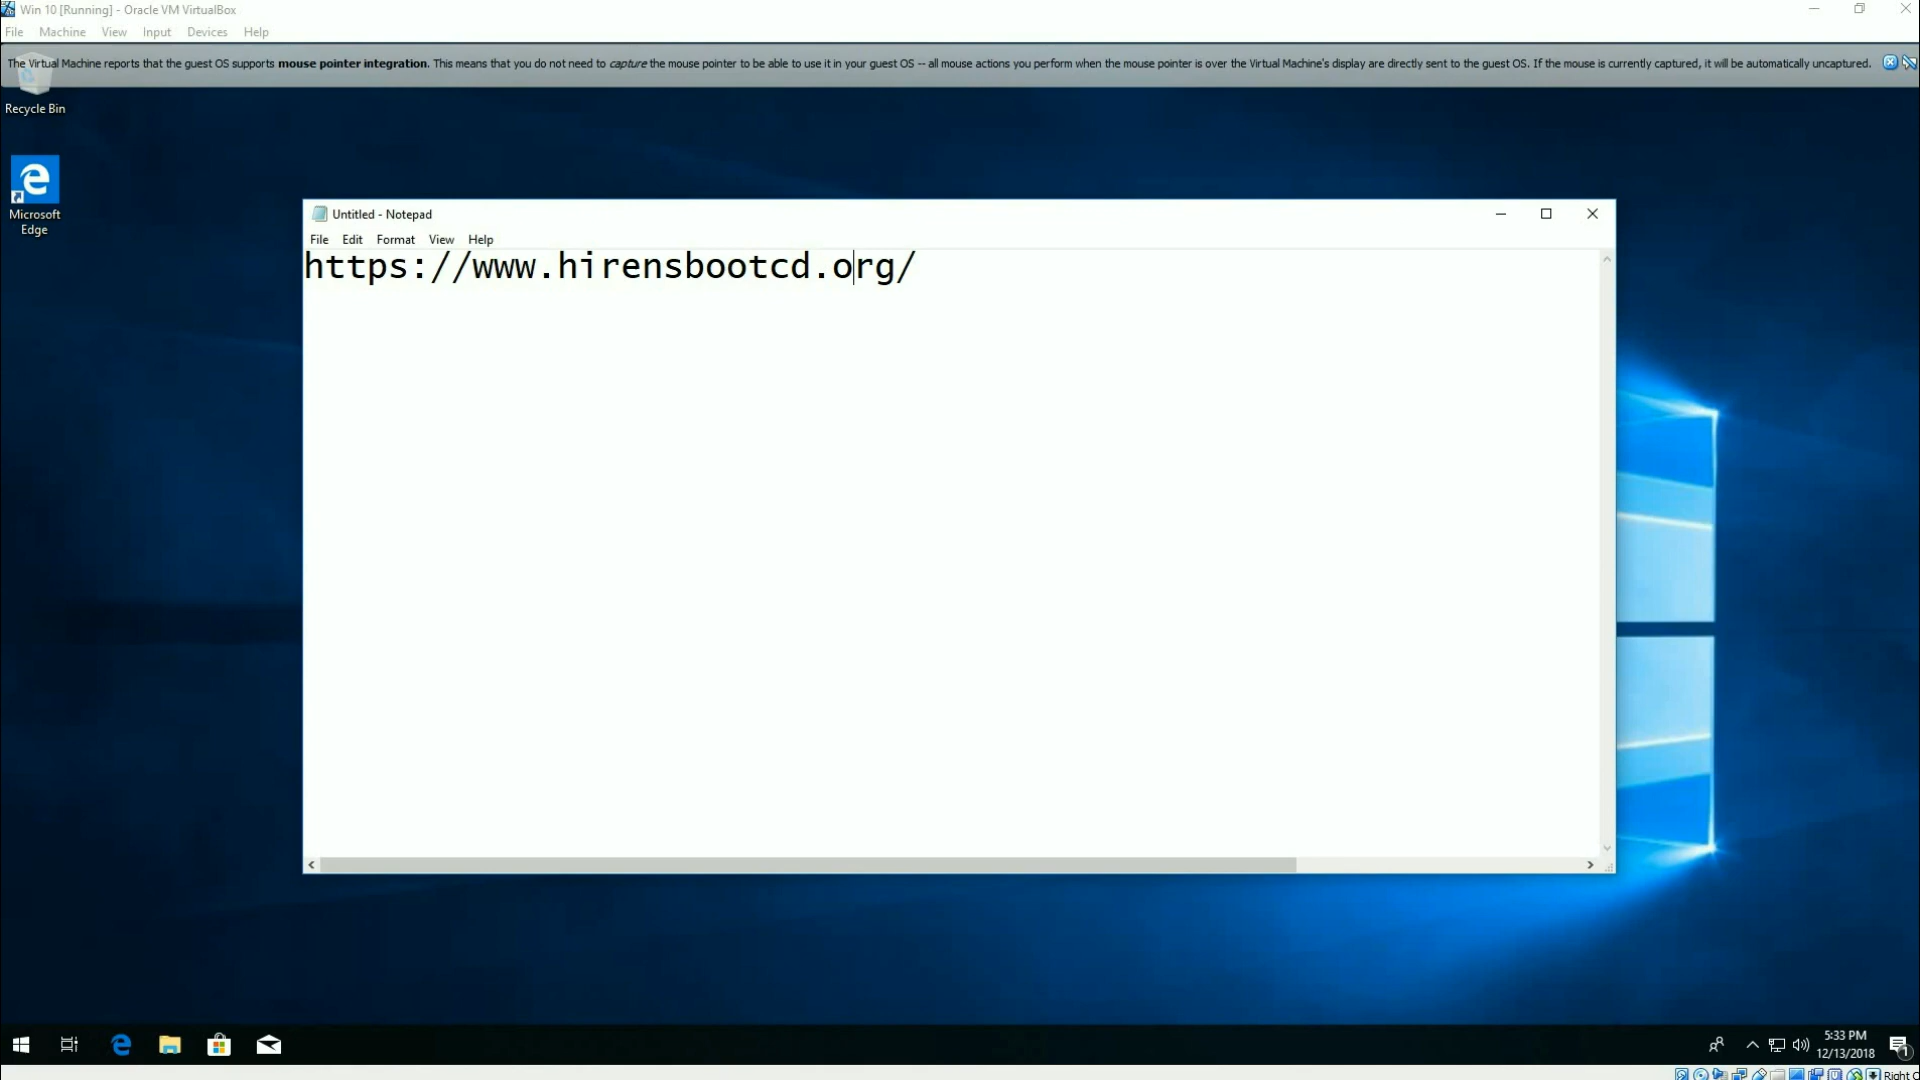 Win 10 [Running] - Oracle VM VirtualBox
File Machine View Input Devices Help
The Virtual Machine reports that the guest OS supports mouse pointer integration. This means that you do not need to capture the mouse pointer to be able to use it in your guest OS -- all mouse actions you perform when the mouse pointer is over the Virtual Machine's display are directly sent to the guest OS. If the mouse is currently captured, it will be automatically uncaptured.
Recycle Bin
Microsoft
Edge
Untitled - Notepad
File Edit Format View Help
https://www.hirensbootcd.org/
5:33 PM
12/13/2018
1
Right C